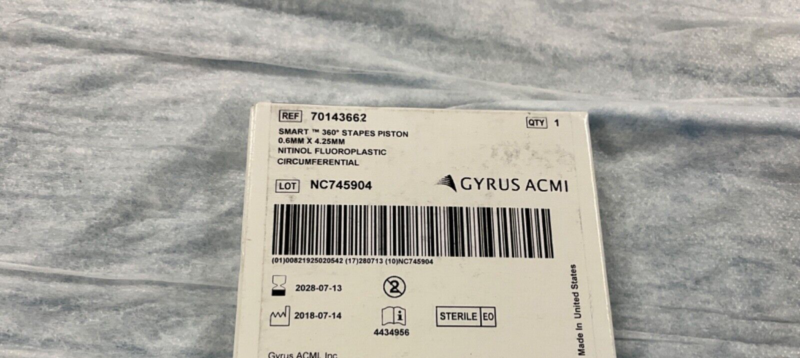 REF 70143662
QTY 1
SMART ™ 360° STAPES PISTON
0.6MM X 4.25MM
NITINOL FLUOROPLASTIC
CIRCUMFERENTIAL
LOT NC745904
GYRUS ACMI
(01)00821925020542 (17)280713 (10)NC745904
2028-07-13
2
2018-07-14
i
4434956
STERILE EO
Made In United States
Gyrus ACMI, Inc